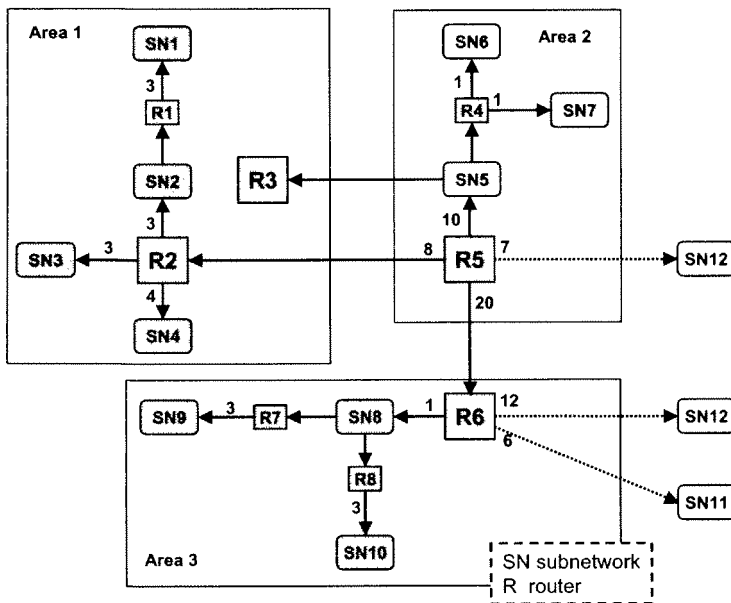 Area 1
SN1
3
R1
SN2
3
SN3
3
R2
4
SN4
R3
Area 2
SN6
1
1
R4
SN7
SN5
10
8
R5
7
SN12
20
SN9
3
R7
SN8
1
R6
12
SN12
6
SN11
R8
3
SN10
Area 3
SN subnetwork
R router